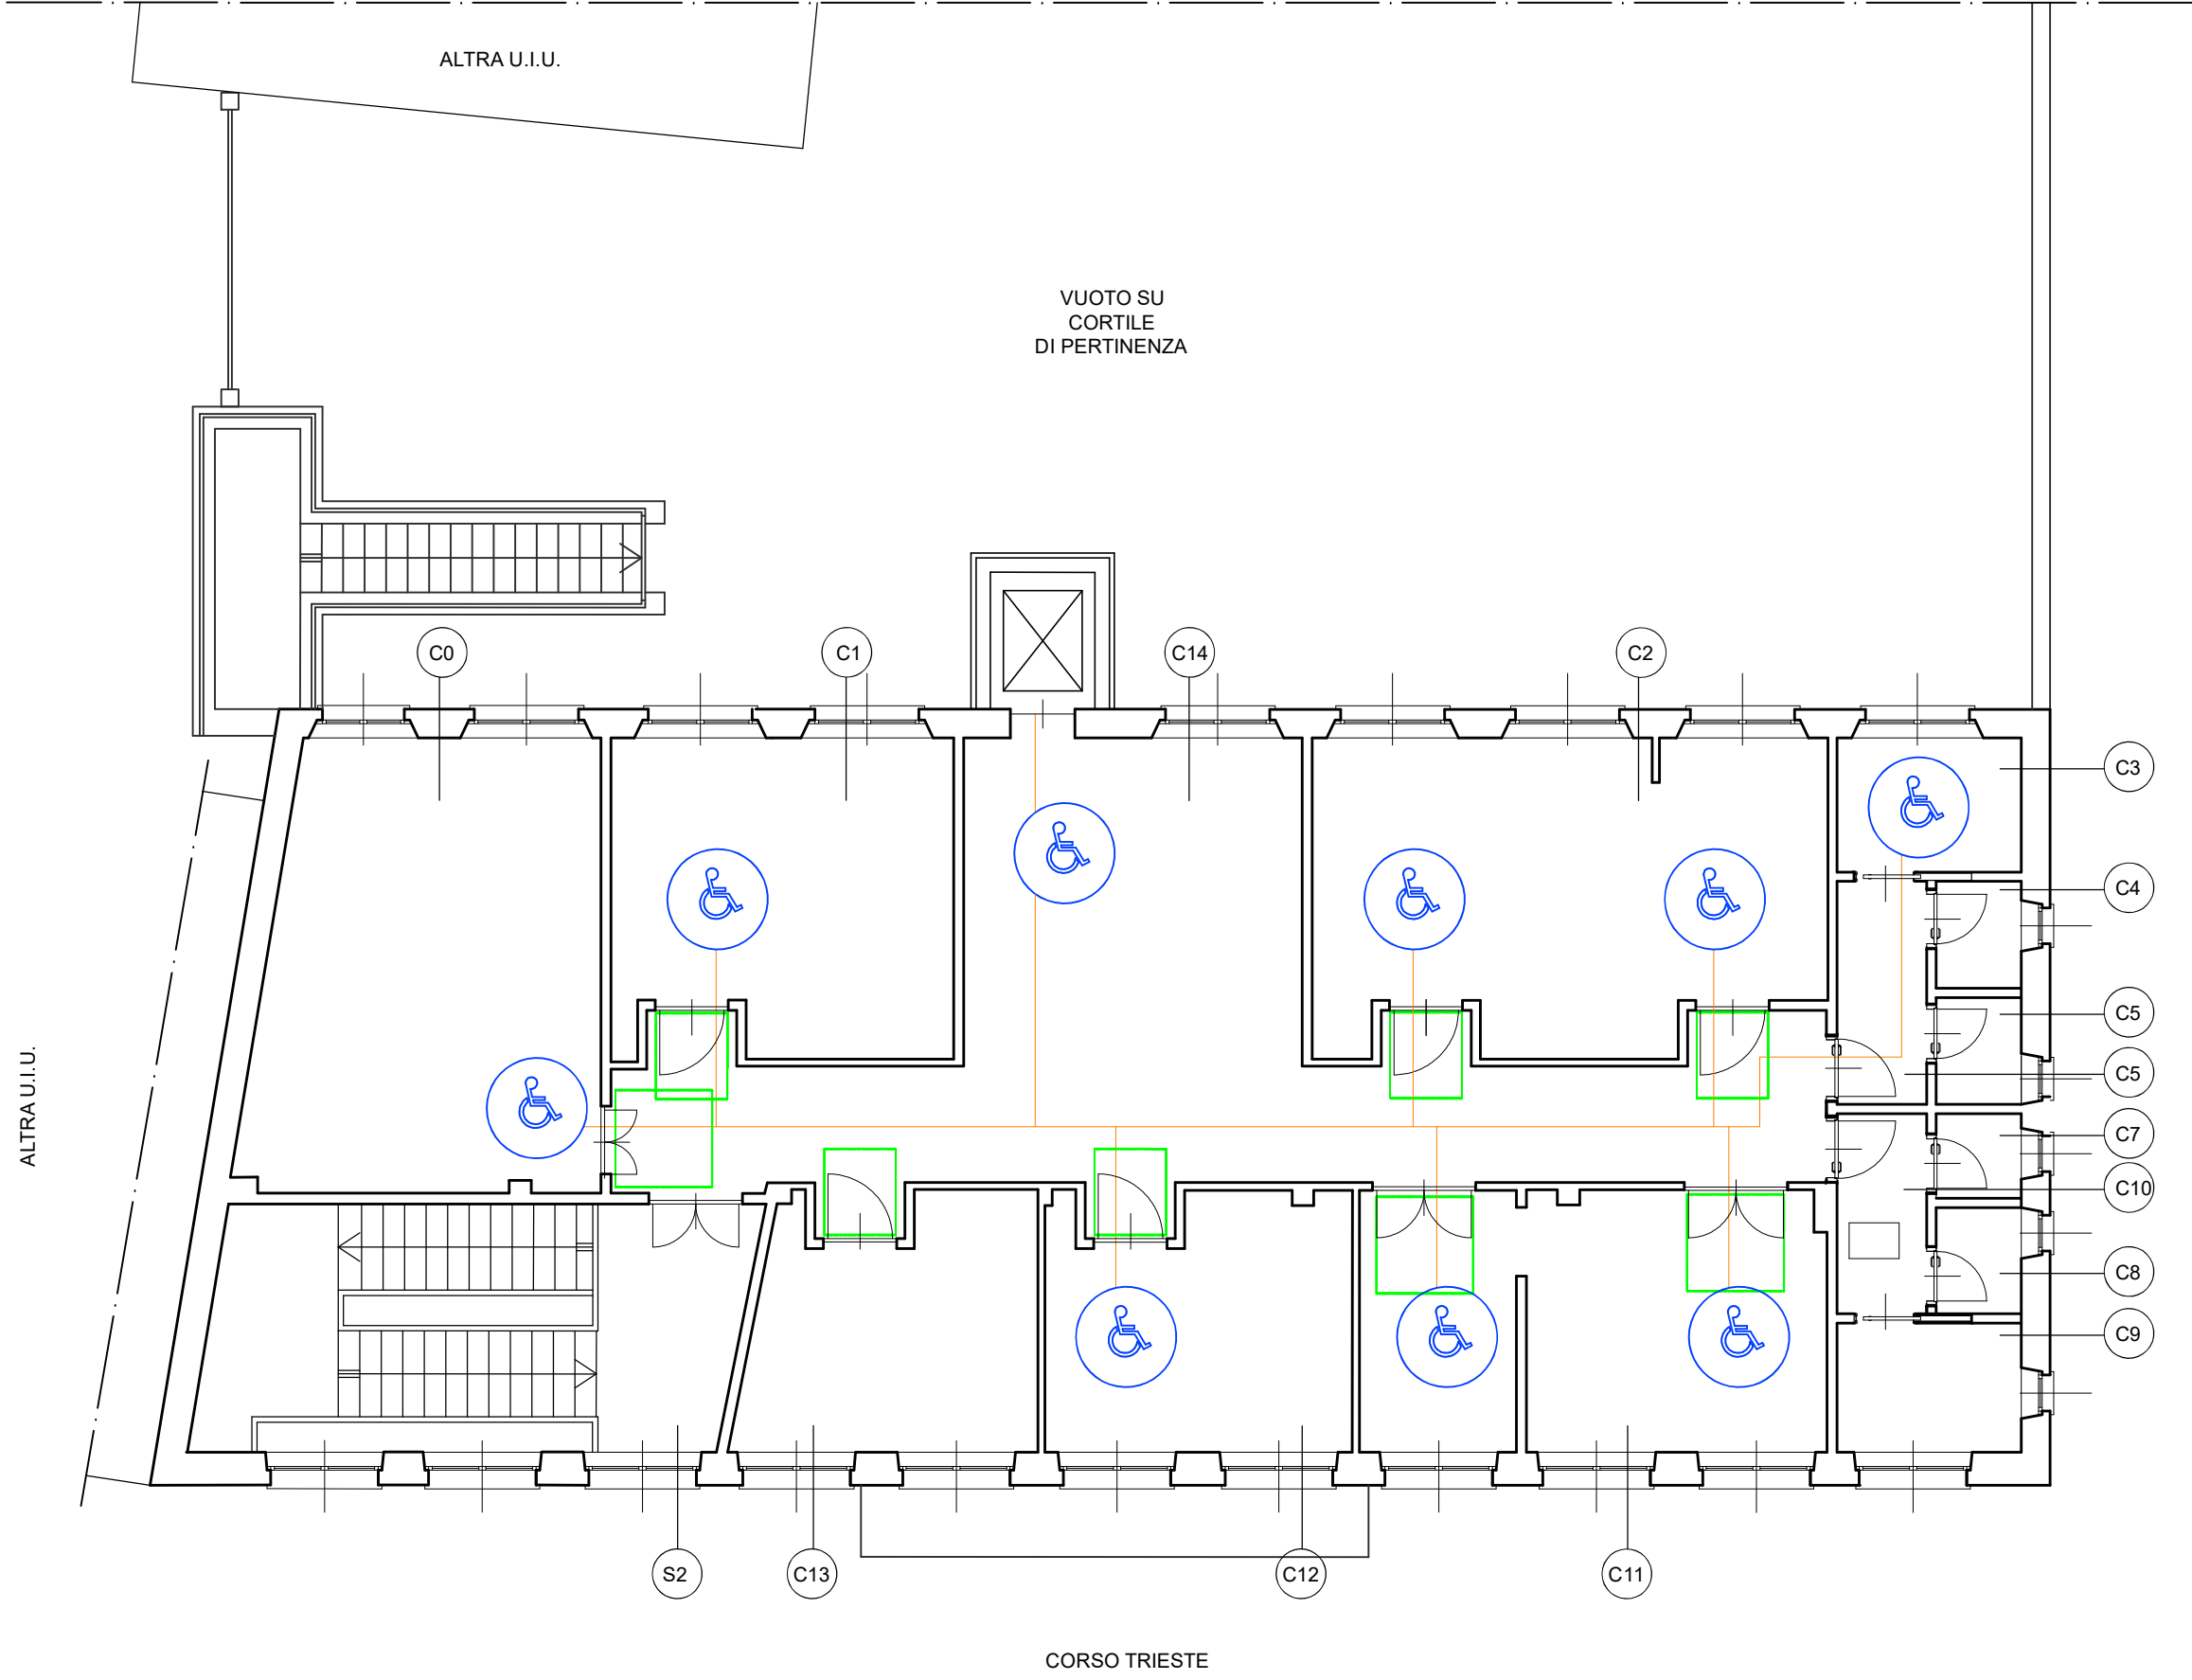 ALTRA U.I.U.
VUOTO SU
CORTILE
DI PERTINENZA
C0
C1
C14
C2
C3
C4
C5
C5
C7
C10
C8
C9
ALTRA U.I.U.
S2
C13
C12
C11
CORSO TRIESTE